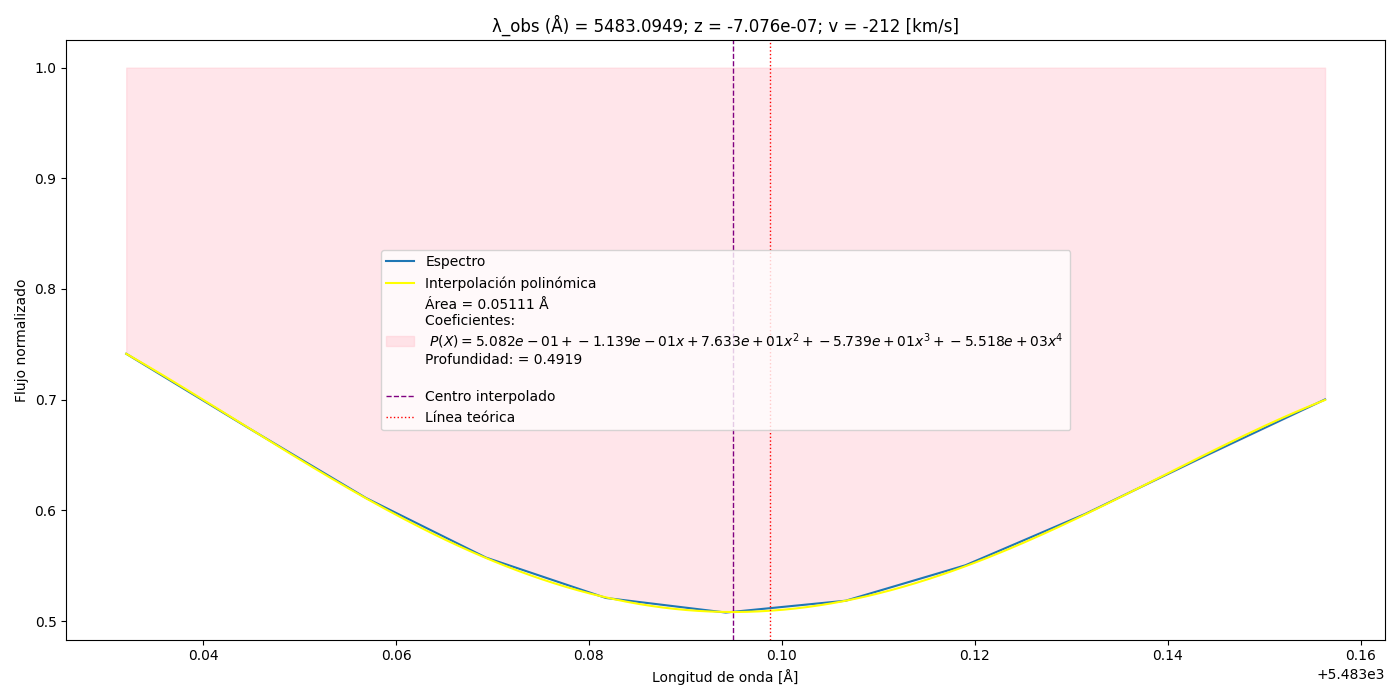 λ_obs (Å) = 5483.0949; z = -7.076e-07; v = -212 [km/s]
1.0
0.9
0.8
0.7
0.6
0.5
Flujo normalizado
Espectro
Interpolación polinómica
Área = 0.05111 Å
Coeficientes:
P(X) = 5.082e − 01 + −1.139e − 01x + 7.633e + 01x² + −5.739e + 01x³ + −5.518e + 03x⁴
Profundidad: = 0.4919
Centro interpolado
Línea teórica
0.04 0.06 0.08 0.10 0.12 0.14 0.16
+5.483e3
Longitud de onda [Å]